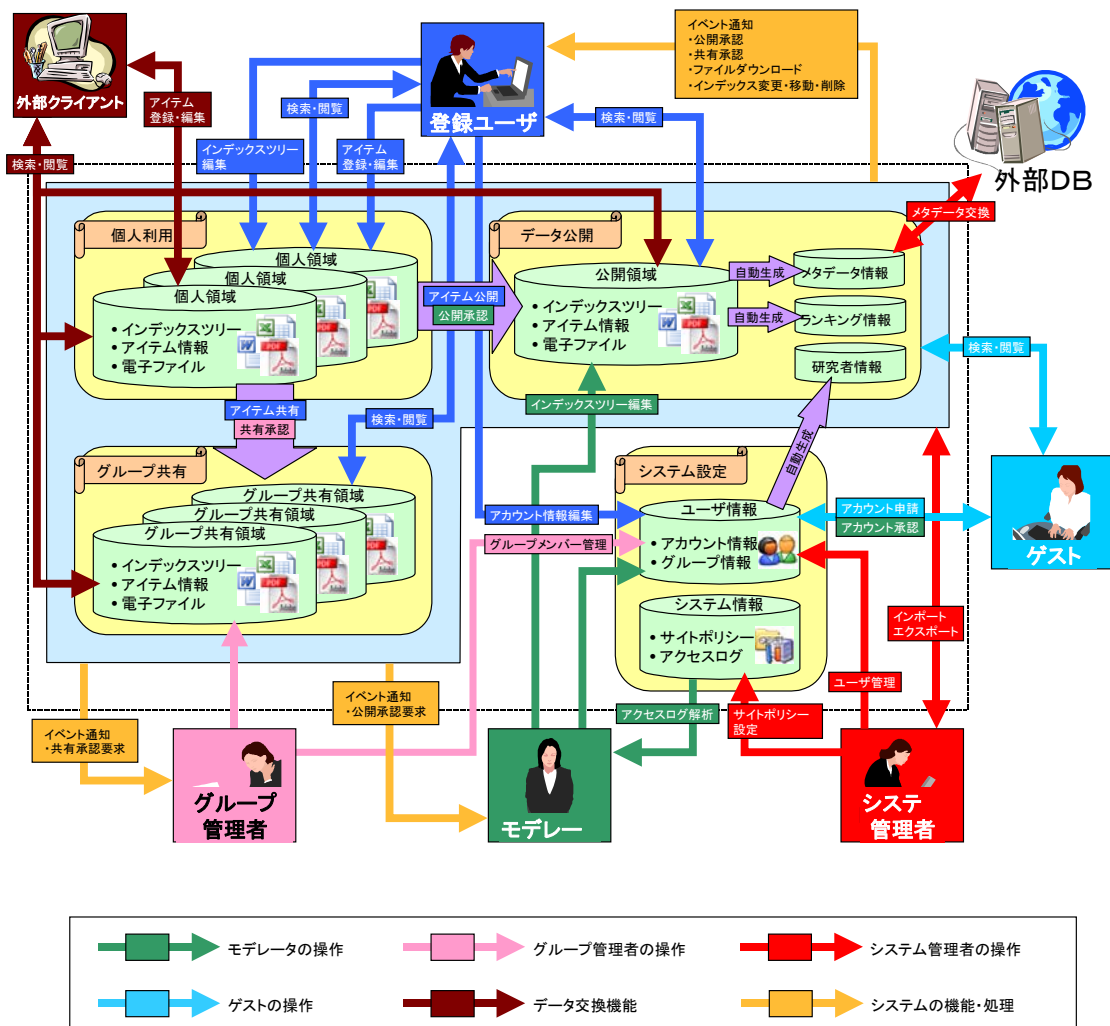 イベント通知
・公開承認
・共有承認
・ファイルダウンロード
・インデックス変更・移動・削除
外部クライアント
登録ユーザ
外部DB
アイテム
登録・編集
検索・閲覧
検索・閲覧
検索・閲覧
インデックスツリー
編集
アイテム
登録・編集
メタデータ交換
個人利用
個人領域
個人領域
個人領域
• インデックスツリー
• アイテム情報
• 電子ファイル
アイテム公開
公開承認
データ公開
公開領域
• インデックスツリー
• アイテム情報
• 電子ファイル
自動生成
メタデータ情報
自動生成
ランキング情報
研究者情報
検索・閲覧
アイテム共有
共有承認
検索・閲覧
インデックスツリー編集
自動生成
グループ共有
グループ共有領域
グループ共有領域
グループ共有領域
• インデックスツリー
• アイテム情報
• 電子ファイル
システム設定
ユーザ情報
• アカウント情報
• グループ情報
アカウント情報編集
グループメンバー管理
アカウント申請
アカウント承認
ゲスト
システム情報
• サイトポリシー
• アクセスログ
インポート
エクスポート
ユーザ管理
イベント通知
・公開承認要求
アクセスログ解析
サイトポリシー
設定
イベント通知
・共有承認要求
グループ
管理者
モデレー
システ
管理者
モデレータの操作
グループ管理者の操作
システム管理者の操作
ゲストの操作
データ交換機能
システムの機能・処理